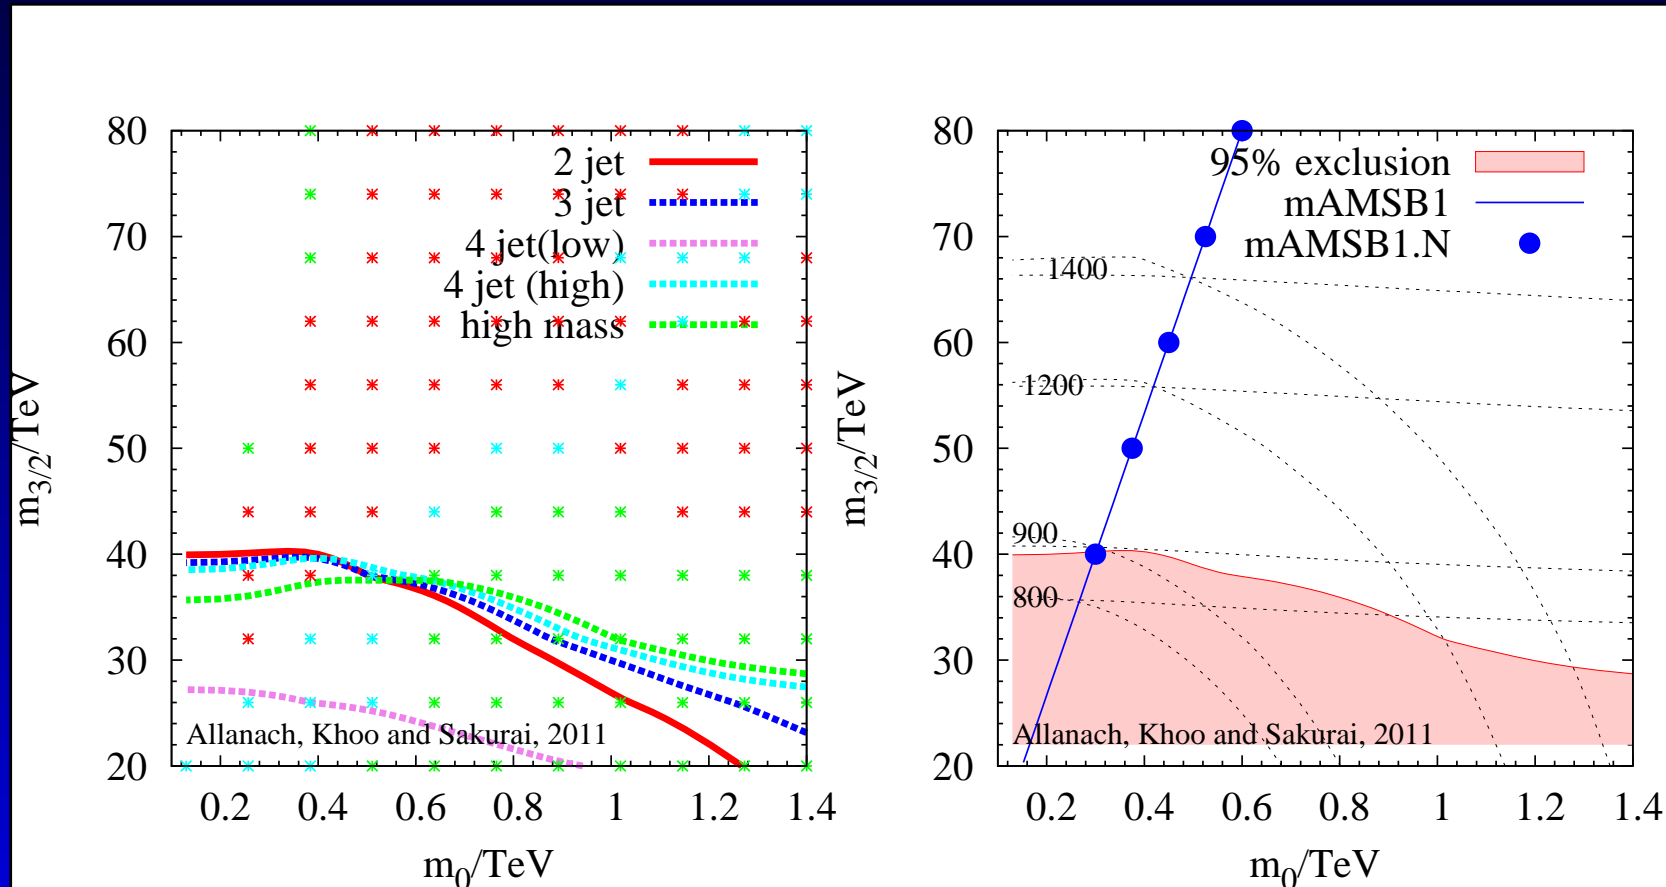 80
70
60
50
40
30
20
m3/2/TeV
2 jet
3 jet
4 jet(low)
4 jet (high)
high mass
Allanach, Khoo and Sakurai, 2011
0.2 0.4 0.6 0.8 1 1.2 1.4
m0/TeV
80
70
60
50
40
30
20
m3/2/TeV
95% exclusion
mAMSB1
mAMSB1.N
1400
1200
900
800
Allanach, Khoo and Sakurai, 2011
0.2 0.4 0.6 0.8 1 1.2 1.4
m0/TeV